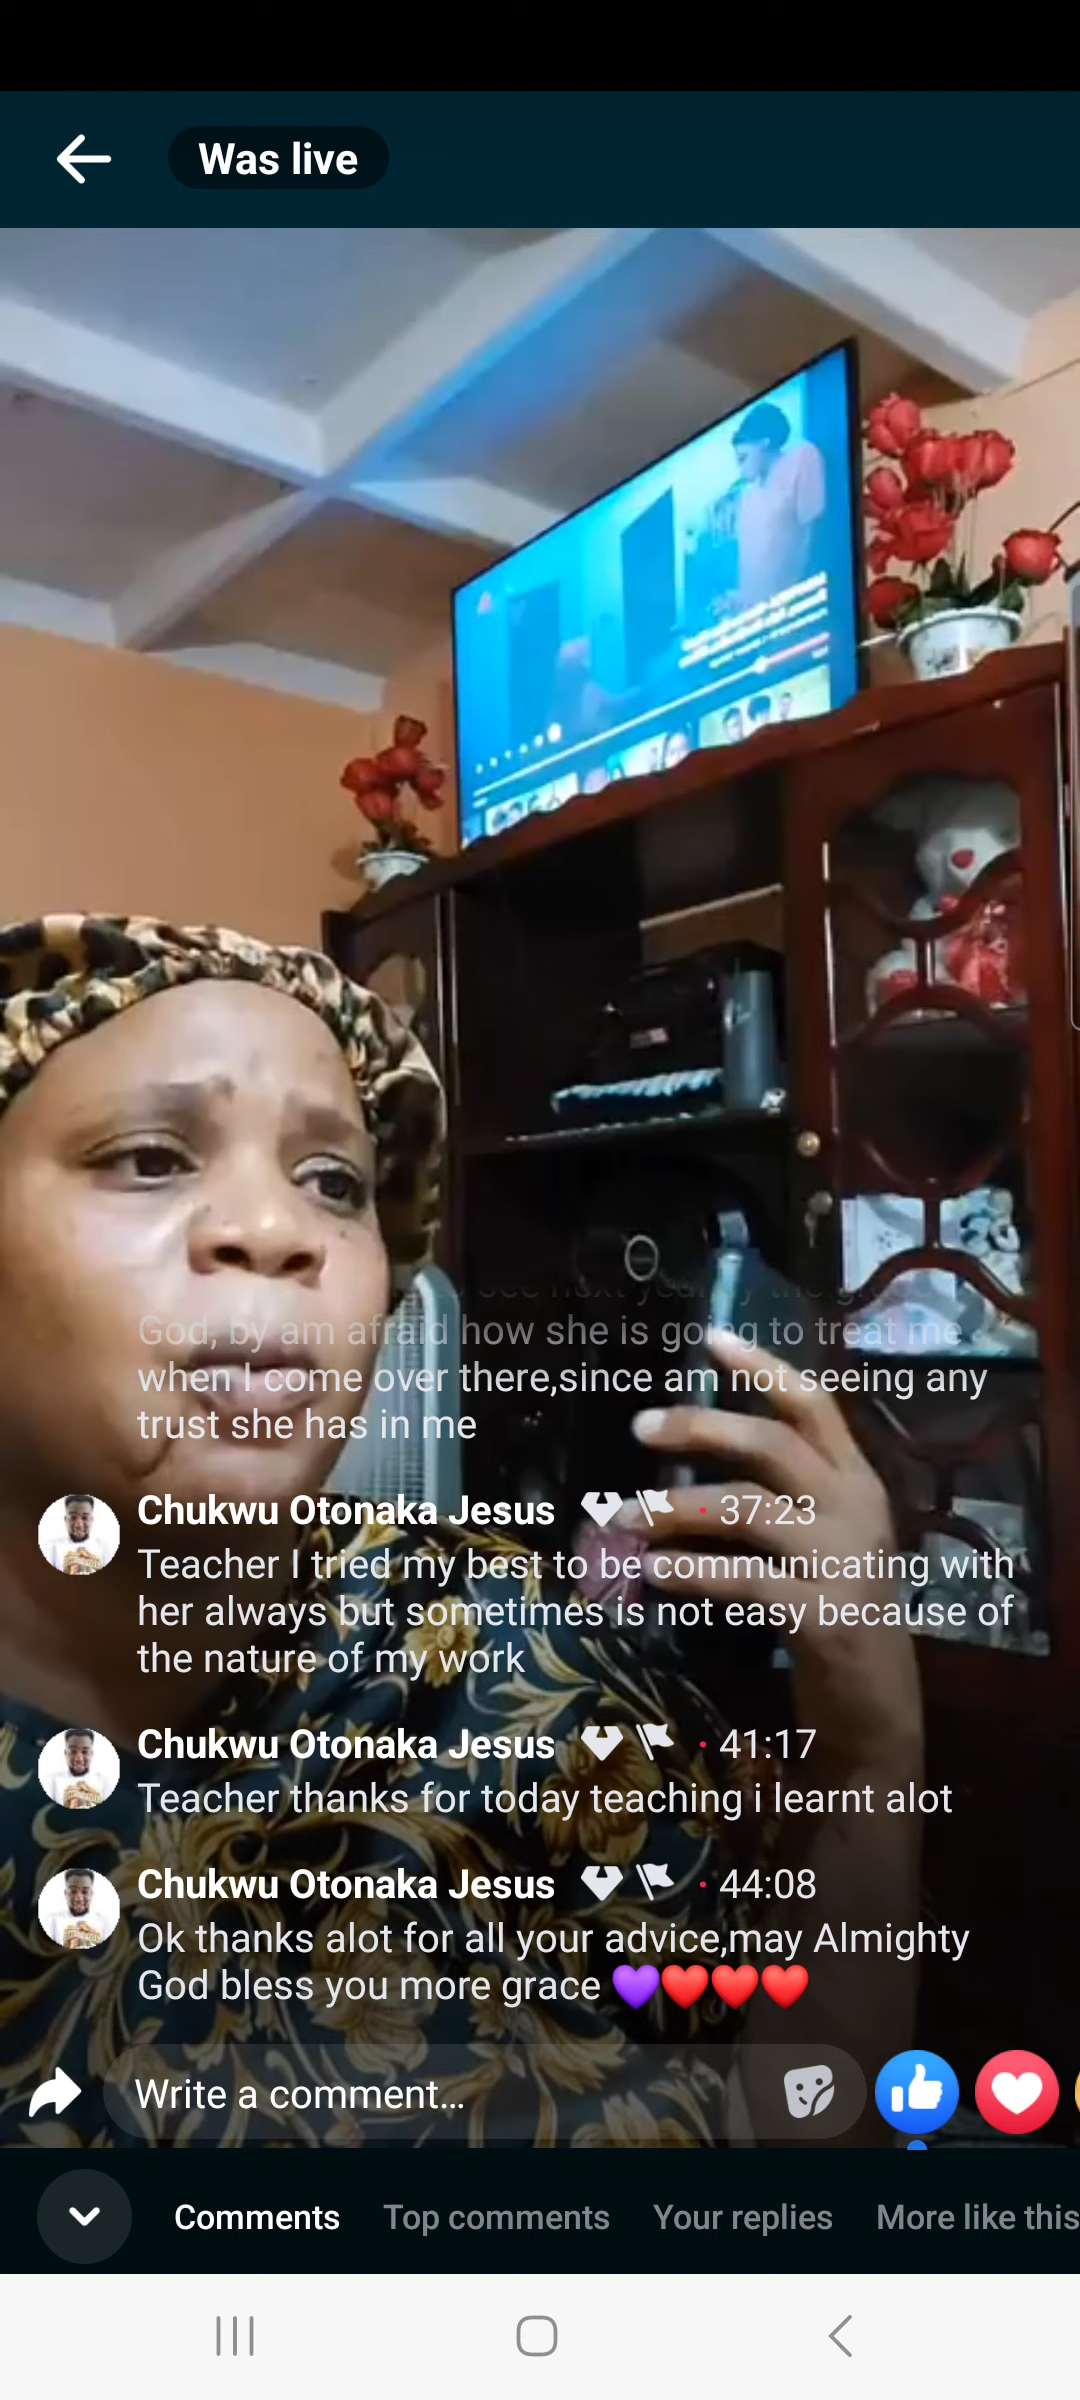 Was live
God, by am afraid how she is going to treat me
when I come over there,since am not seeing any
trust she has in me
Chukwu Otonaka Jesus · 37:23
Teacher I tried my best to be communicating with
her always but sometimes is not easy because of
the nature of my work
Chukwu Otonaka Jesus · 41:17
Teacher thanks for today teaching i learnt alot
Chukwu Otonaka Jesus · 44:08
Ok thanks alot for all your advice,may Almighty
God bless you more grace 💜❤️❤️❤️
Write a comment...
Comments Top comments Your replies More like this